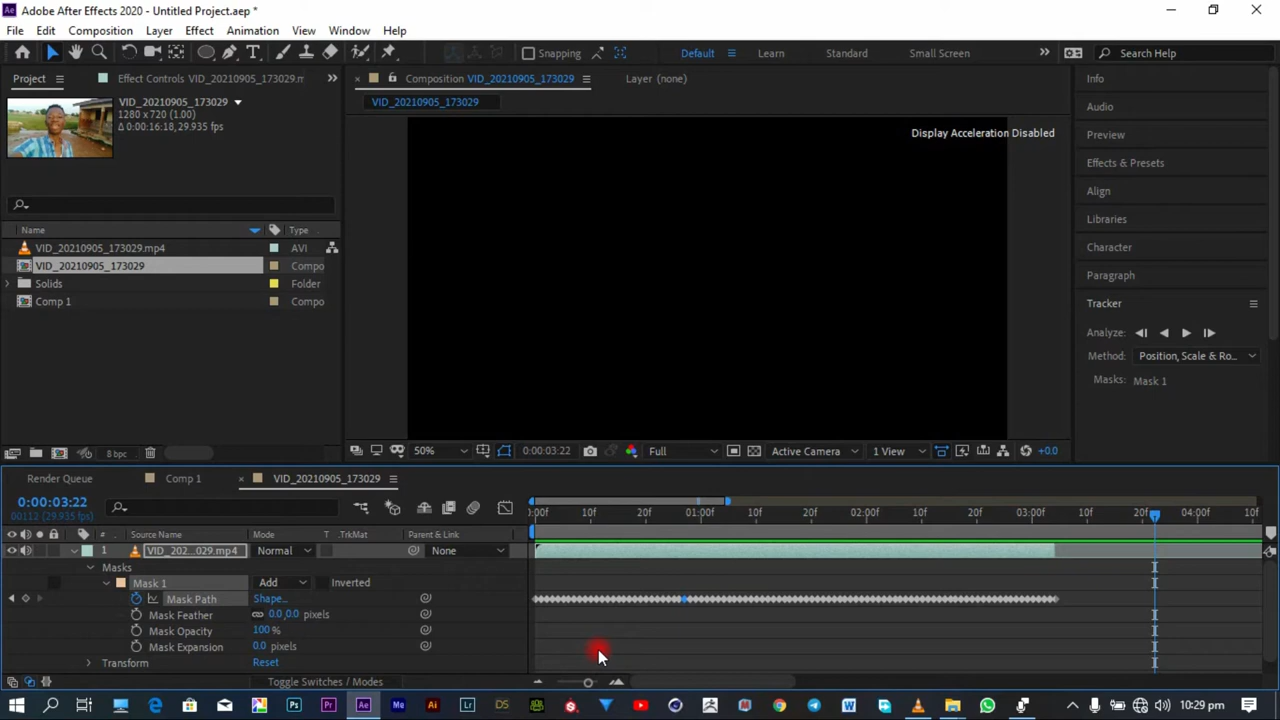 Adobe After Effects 2020 - Untitled Project.aep *
File Edit Composition Layer Effect Animation View Window Help
Snapping Default Learn Standard Small Screen Search Help
Project Effect Controls VID_20210905_173029.m
Composition VID_20210905_173029 Layer (none)
VID_20210905_173029
VID_20210905_173029
1280 x 720 (1.00)
Δ 0:00:16:18, 29.935 fps
Display Acceleration Disabled
Name Type
VID_20210905_173029.mp4 AVI
VID_20210905_173029 Compo
Solids Folder
Comp 1 Compo
8 bpc
50% 0:00:03:22 Full Active Camera 1 View +0.0
Info
Audio
Preview
Effects & Presets
Align
Libraries
Character
Paragraph
Tracker
Analyze:
Method: Position, Scale & Ro...
Masks: Mask 1
Render Queue Comp 1 VID_20210905_173029
0:00:03:22
00112 (29.935 fps)
:00f 10f 20f 01:00f 10f 20f 02:00f 10f 20f 03:00f 10f 20f 04:00f 10f
# Source Name Mode T .TrkMat Parent & Link
1 VID_202...029.mp4 Normal None
Masks
Mask 1 Add Inverted
Mask Path Shape...
Mask Feather 0.0,0.0 pixels
Mask Opacity 100 %
Mask Expansion 0.0 pixels
Transform Reset
Toggle Switches / Modes
10:29 pm